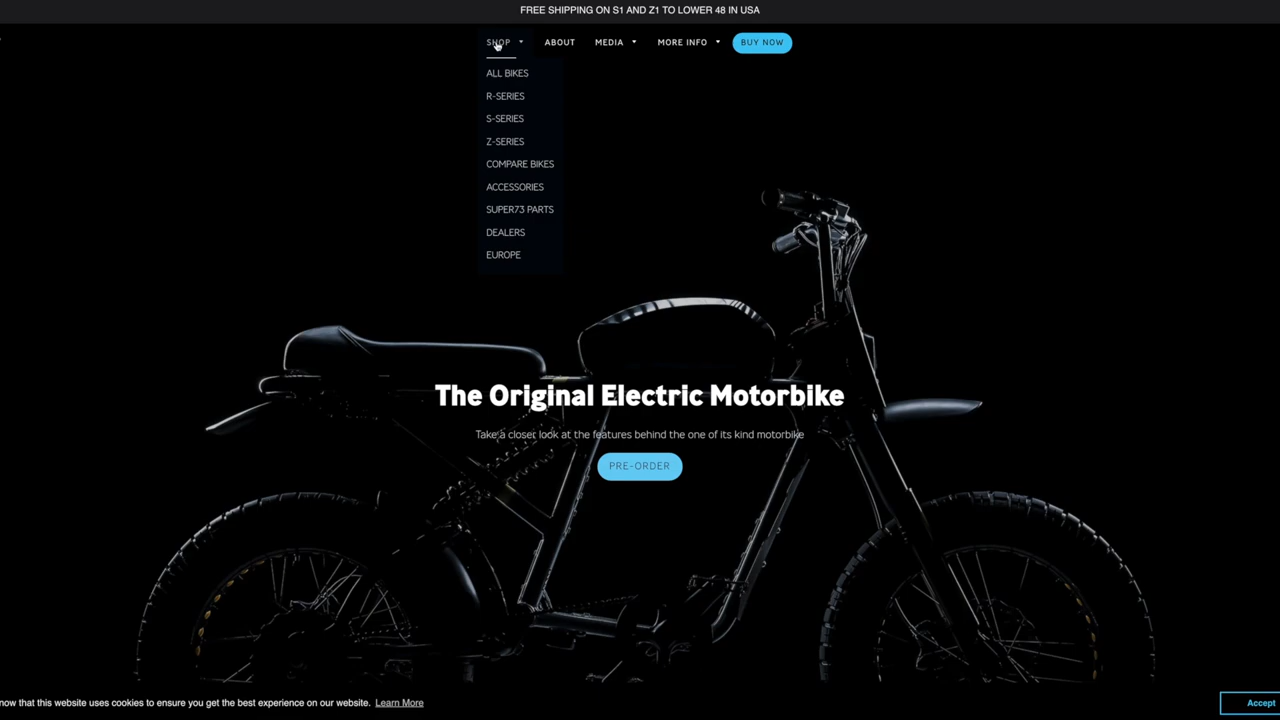 FREE SHIPPING ON S1 AND Z1 TO LOWER 48 IN USA
SHOP ABOUT MEDIA MORE INFO BUY NOW
ALL BIKES
R-SERIES
S-SERIES
Z-SERIES
COMPARE BIKES
ACCESSORIES
SUPER73 PARTS
DEALERS
EUROPE
The Original Electric Motorbike
Take a closer look at the features behind the one of its kind motorbike
PRE-ORDER
now that this website uses cookies to ensure you get the best experience on our website. Learn More
Accept